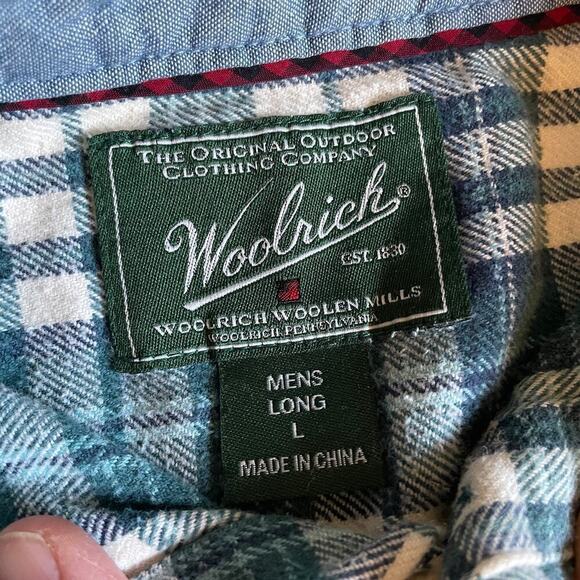 THE ORIGINAL OUTDOOR
CLOTHING COMPANY
Woolrich®
EST. 1830
WOOLRICH WOOLEN MILLS
WOOLRICH, PENNSYLVANIA
MENS
LONG
L
MADE IN CHINA